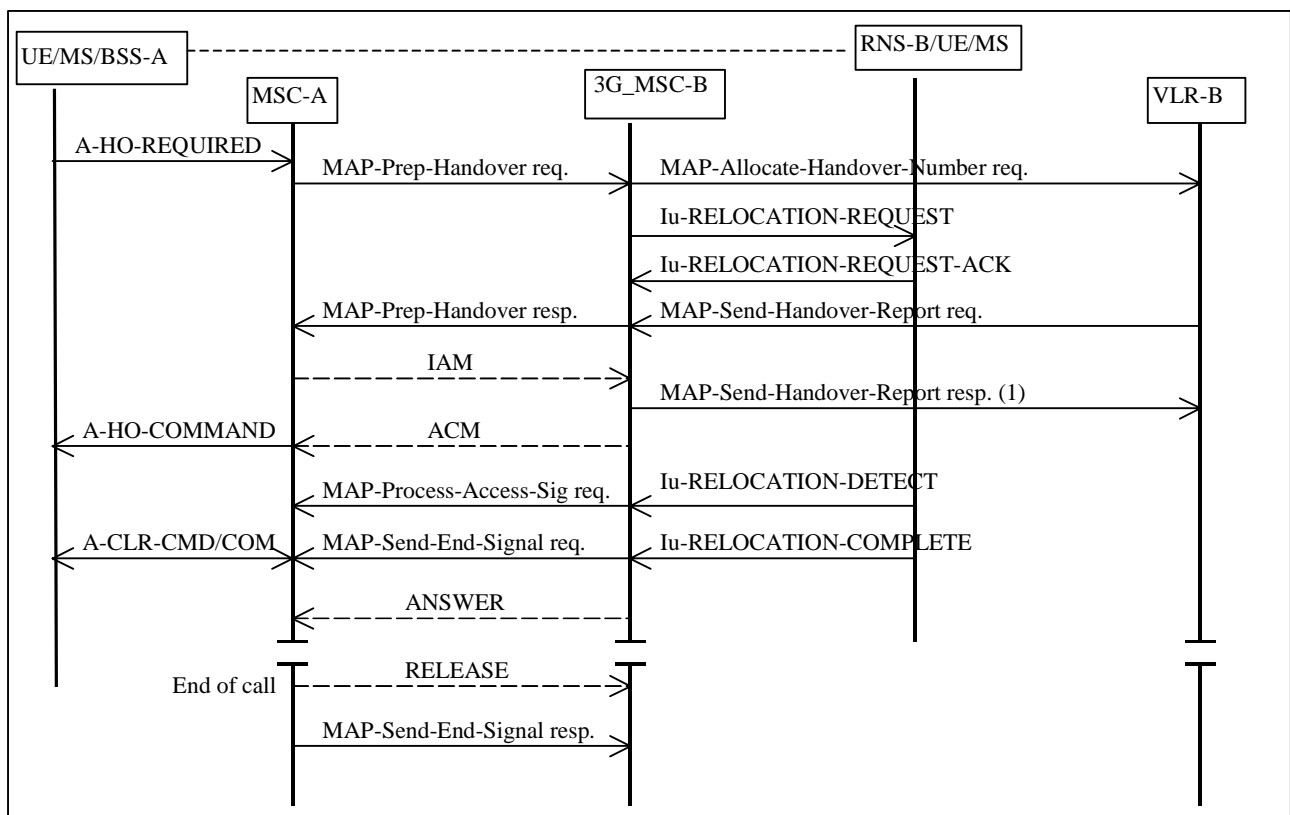 UE/MS/BSS-A
RNS-B/UE/MS
MSC-A
3G_MSC-B
VLR-B
A-HO-REQUIRED
MAP-Prep-Handover req.
MAP-Allocate-Handover-Number req.
Iu-RELOCATION-REQUEST
Iu-RELOCATION-REQUEST-ACK
MAP-Prep-Handover resp.
MAP-Send-Handover-Report req.
IAM
MAP-Send-Handover-Report resp. (1)
A-HO-COMMAND
ACM
Iu-RELOCATION-DETECT
MAP-Process-Access-Sig req.
A-CLR-CMD/COM
MAP-Send-End-Signal req.
Iu-RELOCATION-COMPLETE
ANSWER
End of call
RELEASE
MAP-Send-End-Signal resp.